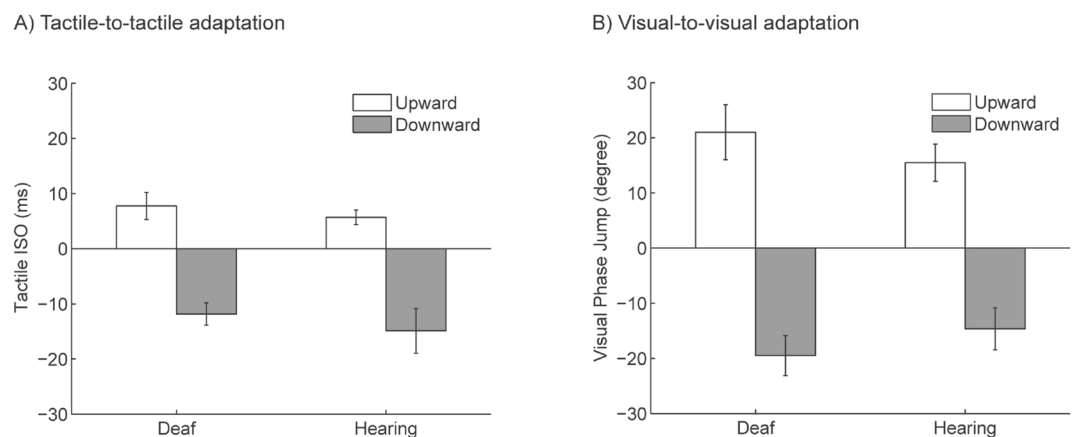 A) Tactile-to-tactile adaptation
Tactile ISO (ms)
30
20
10
0
−10
−20
−30
Upward
Downward
Deaf
Hearing
B) Visual-to-visual adaptation
Visual Phase Jump (degree)
30
20
10
0
−10
−20
−30
Upward
Downward
Deaf
Hearing